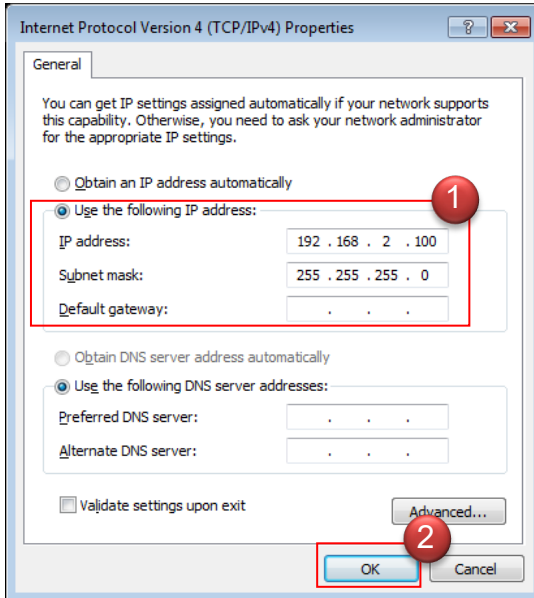 Internet Protocol Version 4 (TCP/IPv4) Properties
General
You can get IP settings assigned automatically if your network supports
this capability. Otherwise, you need to ask your network administrator
for the appropriate IP settings.
Obtain an IP address automatically
1
Use the following IP address:
IP address: 192 . 168 . 2 . 100
Subnet mask: 255 . 255 . 255 . 0
Default gateway: . . .
Obtain DNS server address automatically
Use the following DNS server addresses:
Preferred DNS server: . . .
Alternate DNS server: . . .
Validate settings upon exit
Advanced...
2
OK Cancel